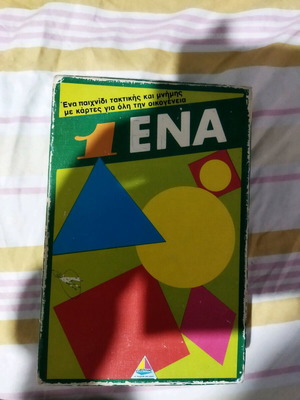 Ένα παιχνίδι τακτικής και μνήμης
με κάρτες για όλη την οικογένεια
1 ΕΝΑ